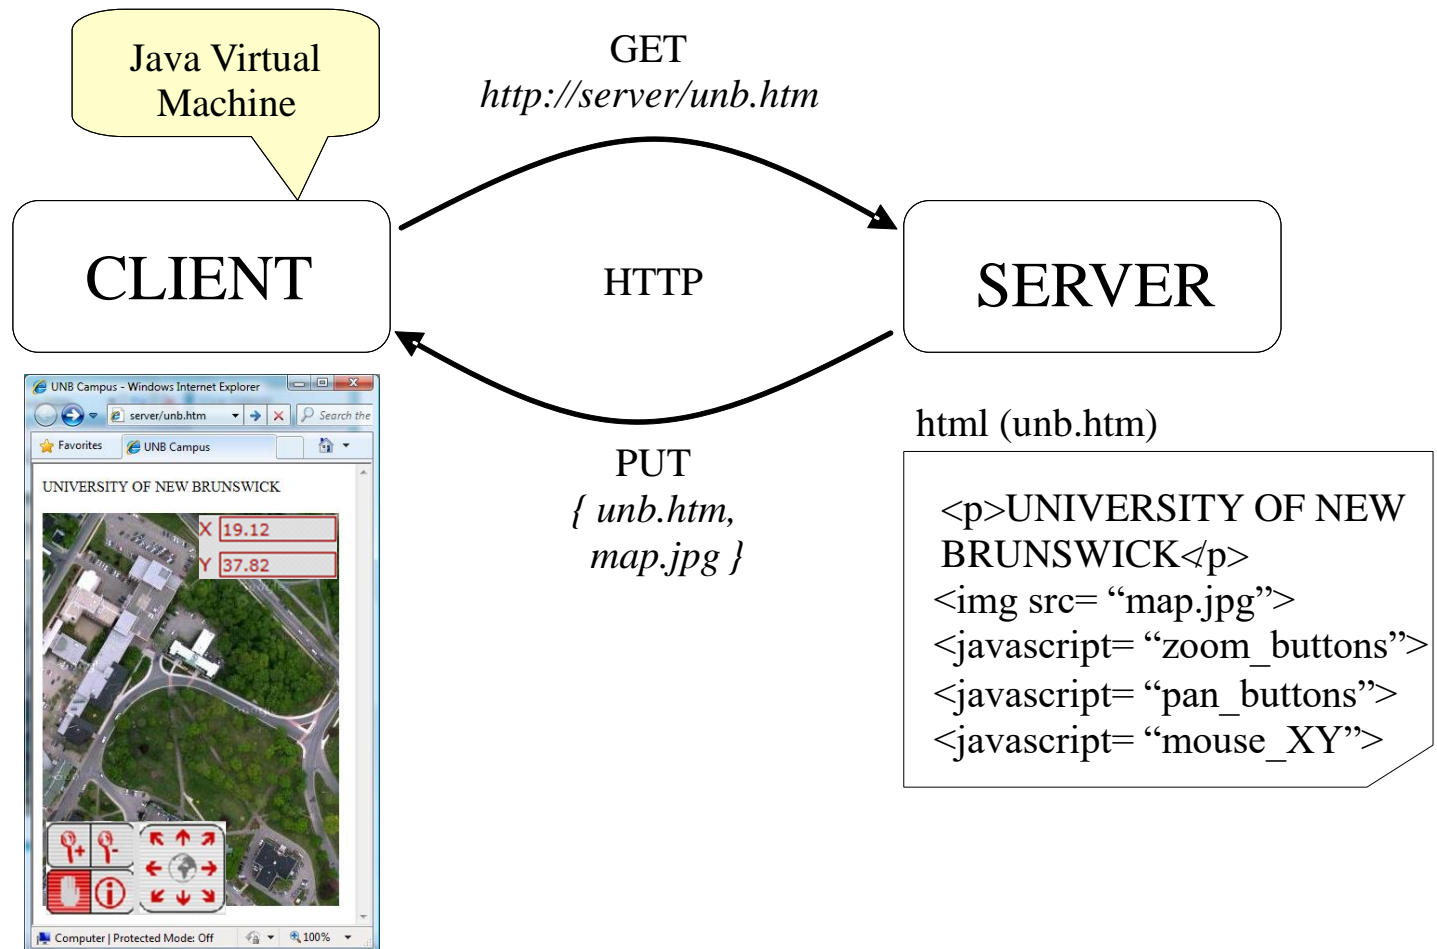 Java Virtual
Machine
GET
http://server/unb.htm
CLIENT
HTTP
SERVER
UNB Campus - Windows Internet Explorer
server/unb.htm
Search the
Favorites
UNB Campus
UNIVERSITY OF NEW BRUNSWICK
X 19.12
Y 37.82
Computer | Protected Mode: Off
100%
PUT
{ unb.htm,
map.jpg }
html (unb.htm)
<p>UNIVERSITY OF NEW
BRUNSWICK</p>
<img src= “map.jpg”>
<javascript= “zoom_buttons”>
<javascript= “pan_buttons”>
<javascript= “mouse_XY”>